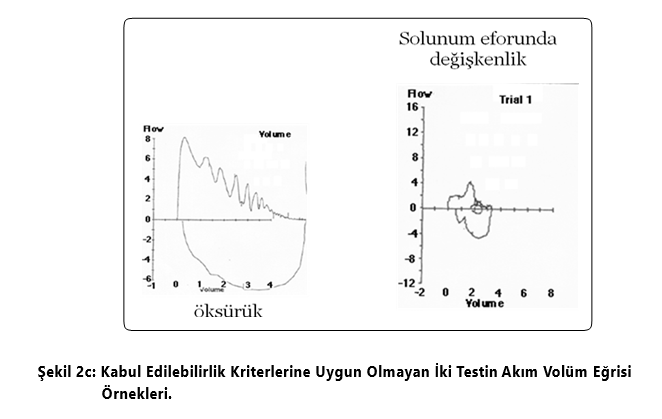 Solunum eforunda
değişkenlik
Flow
Volume
8
6
4
2
0
-2
-4
-6
-1 0 1 2 3 4
Volume
öksürük
Flow
Trial 1
16
12
8
4
0
-4
-8
-12
-2 0 2 4 6 8
Volume
Şekil 2c: Kabul Edilebilirlik Kriterlerine Uygun Olmayan İki Testin Akım Volüm Eğrisi
Örnekleri.